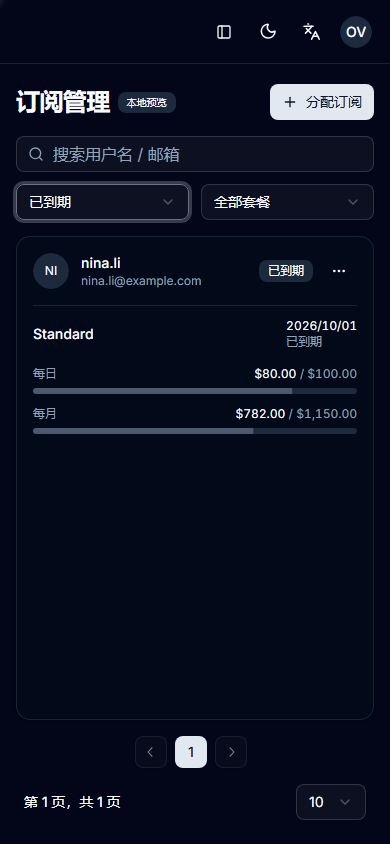 OV
订阅管理 本地预览 分配订阅
搜索用户名 / 邮箱
已到期 全部套餐
NI nina.li 已到期 ···
nina.li@example.com
Standard 2026/10/01
已到期
每日 $80.00 / $100.00
每月 $782.00 / $1,150.00
1
第 1 页，共 1 页 10